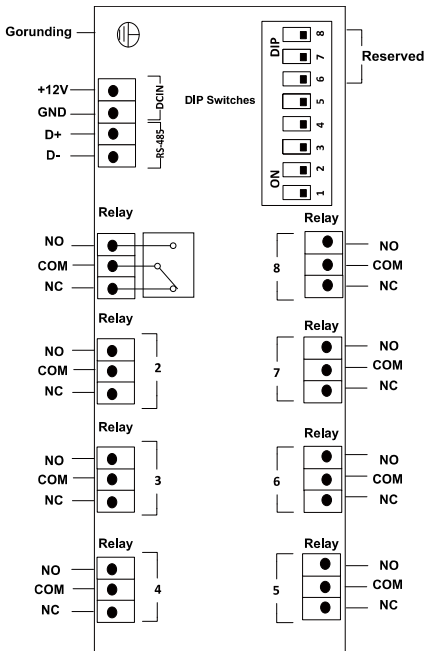 Gorunding
+12V
GND
D+
D-
DCIN
RS-485
DIP Switches
DIP
ON
8
7
6
5
4
3
2
1
Reserved
Relay
NO
COM
NC
Relay
8
NO
COM
NC
Relay
NO
COM
NC
2
Relay
7
NO
COM
NC
Relay
NO
COM
NC
3
Relay
6
NO
COM
NC
Relay
NO
COM
NC
4
Relay
5
NO
COM
NC